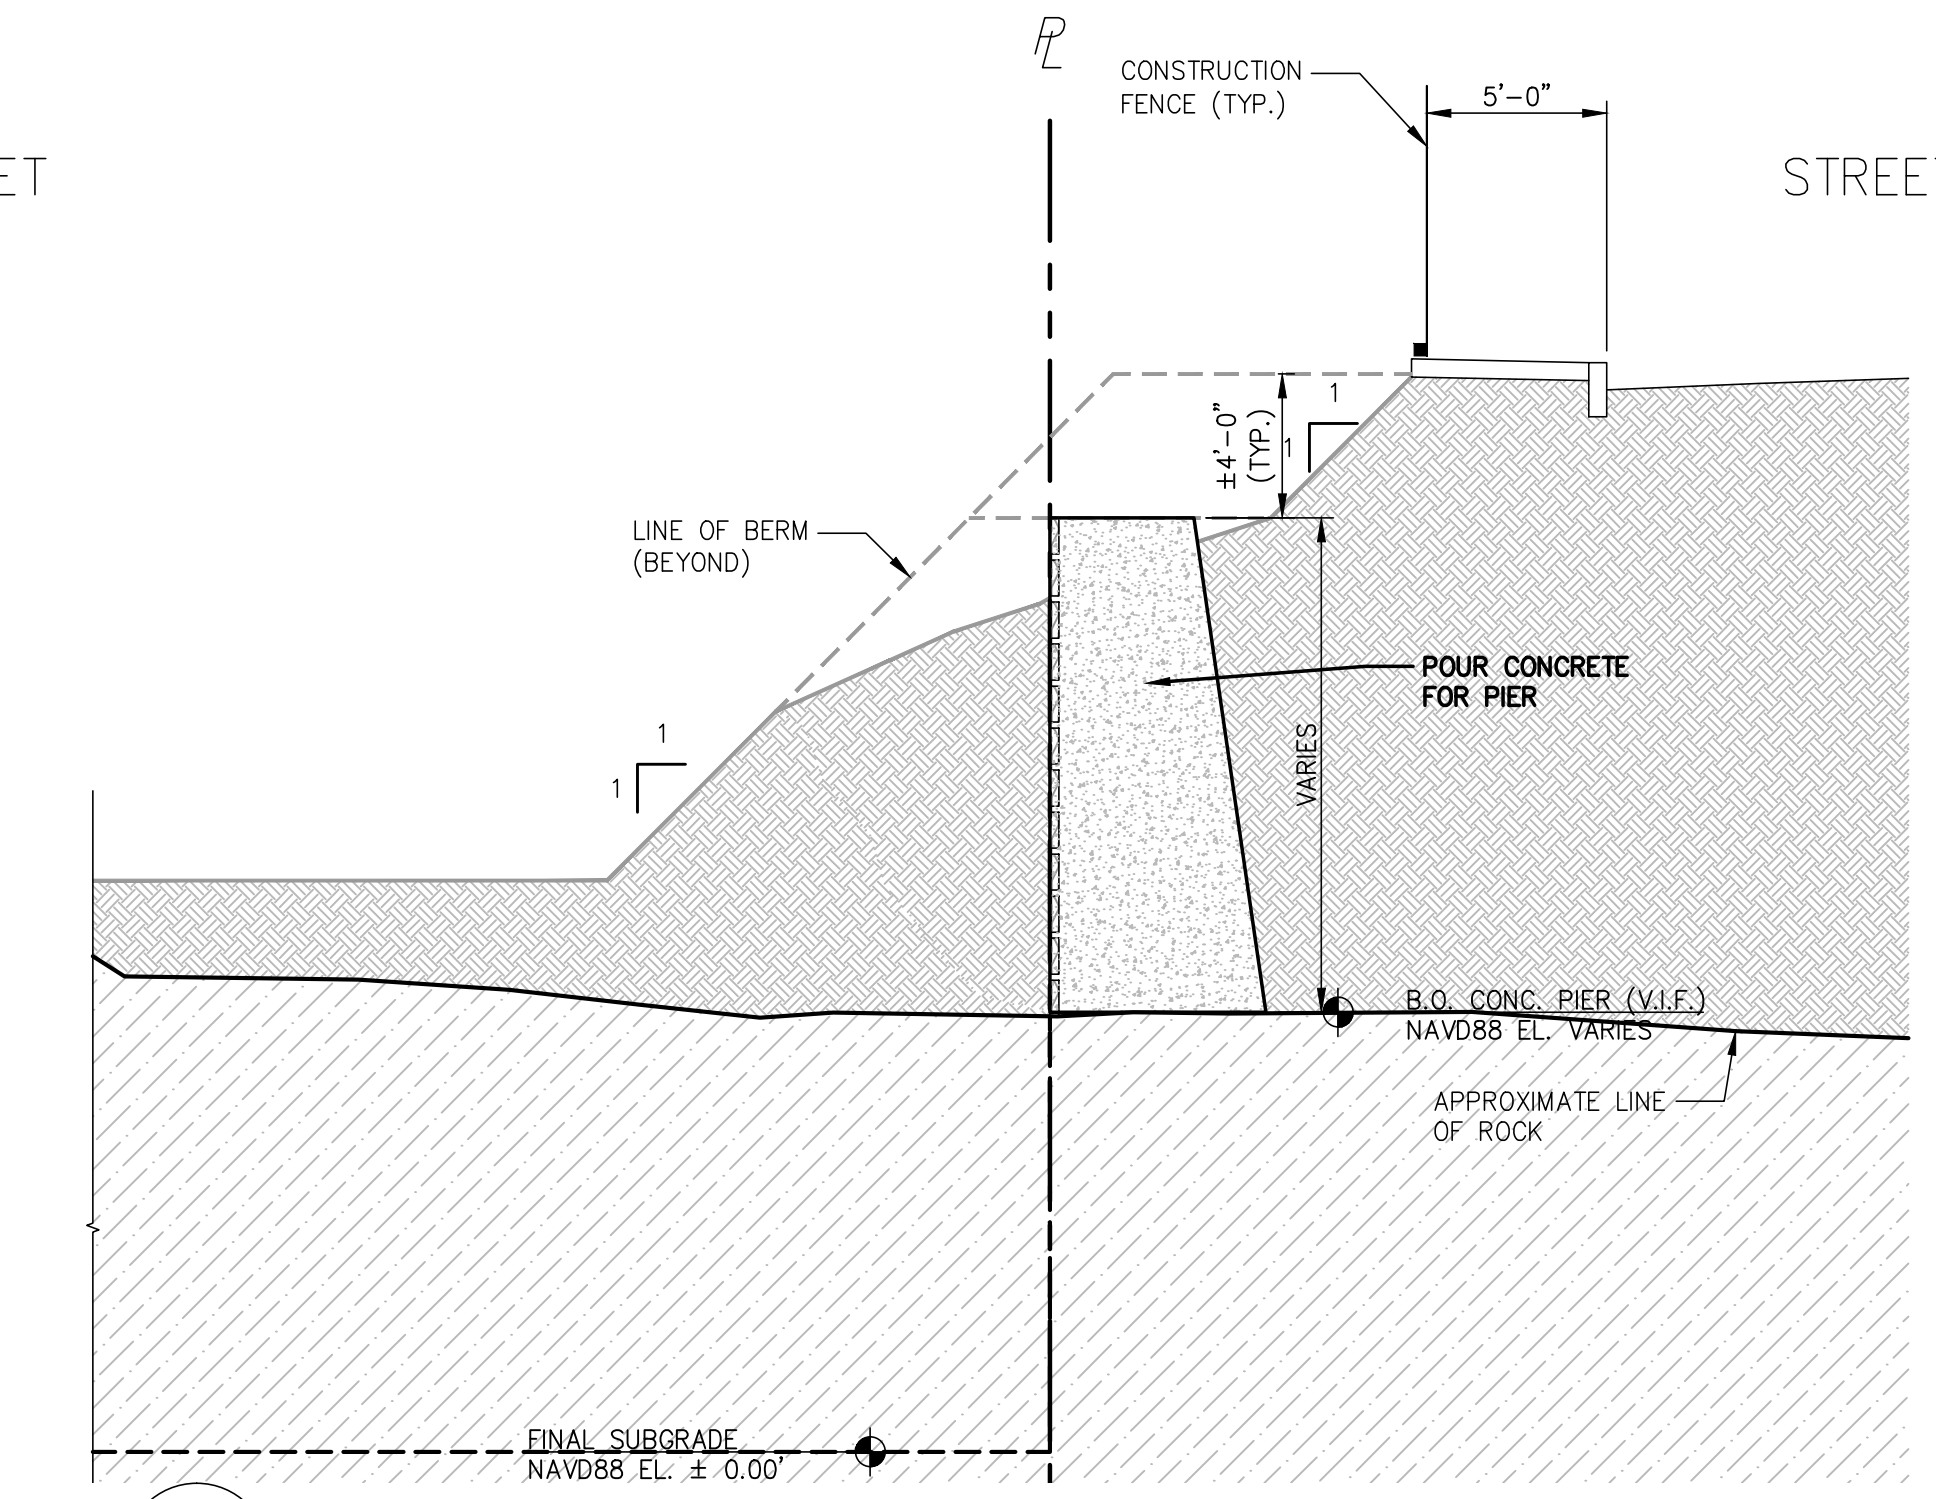 PL
CONSTRUCTION
FENCE (TYP.)
5'-0"
ET
STREET
1
1
±4'-0"
(TYP.)
LINE OF BERM
(BEYOND)
POUR CONCRETE
FOR PIER
1
1
VARIES
B.O. CONC. PIER (V.I.F.)
NAVD88 EL. VARIES
APPROXIMATE LINE
OF ROCK
FINAL SUBGRADE
NAVD88 EL. ± 0.00'